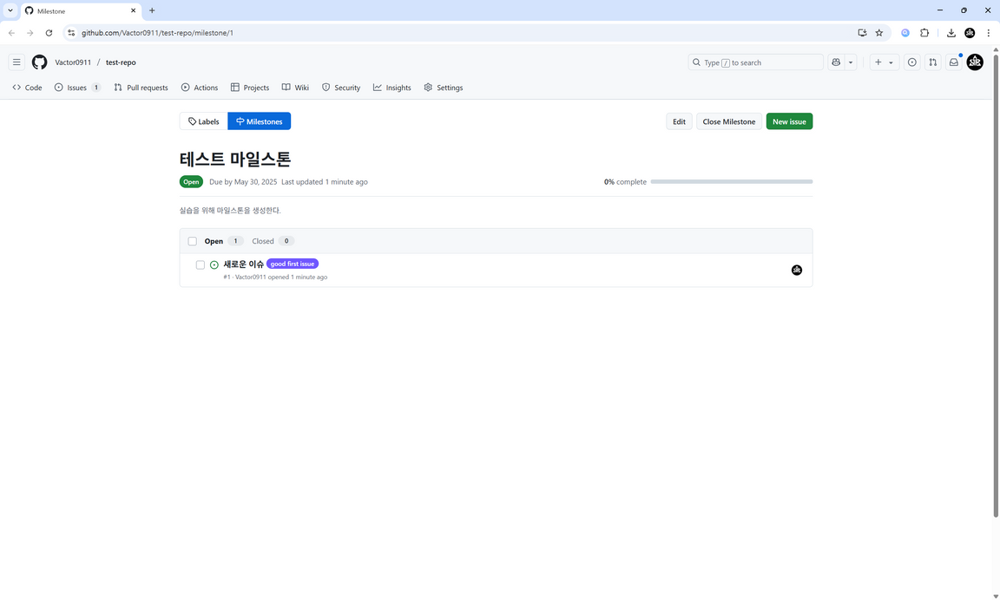 Milestone
github.com/Vactor0911/test-repo/milestone/1
Vactor0911 / test-repo
Type / to search
Code Issues 1 Pull requests Actions Projects Wiki Security Insights Settings
Labels Milestones
Edit Close Milestone New issue
테스트 마일스톤
Open Due by May 30, 2025 Last updated 1 minute ago
0% complete
실습을 위해 마일스톤을 생성한다.
Open 1 Closed 0
새로운 이슈 good first issue
#1 · Vactor0911 opened 1 minute ago